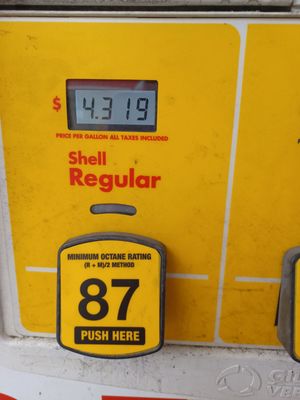 $ 4.319
PRICE PER GALLON ALL TAXES INCLUDED
Shell
Regular
MINIMUM OCTANE RATING
(R + M)/2 METHOD
87
PUSH HERE